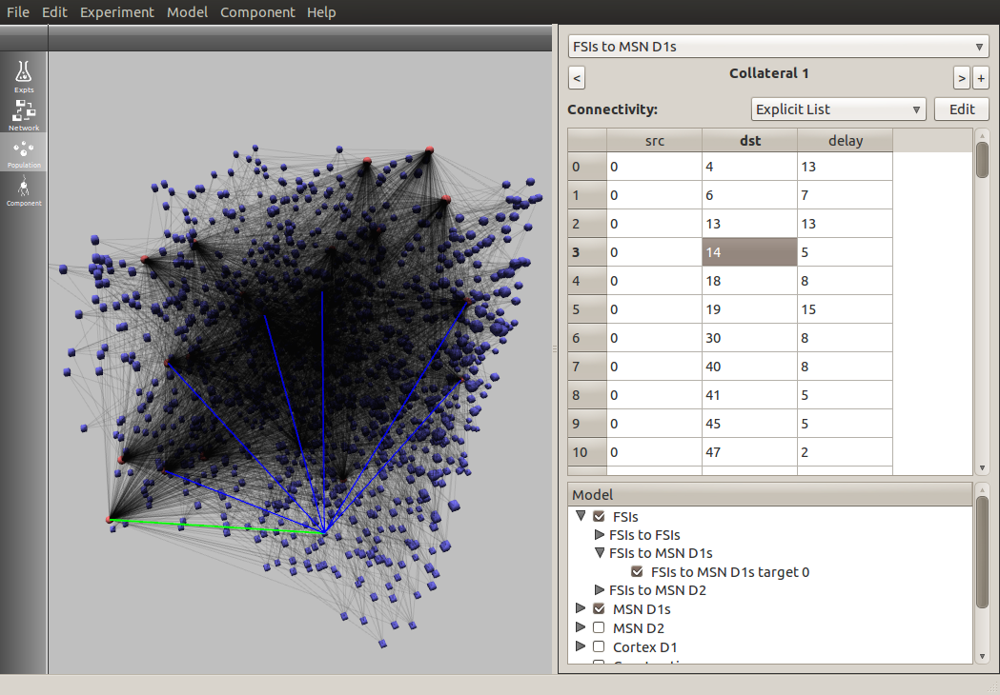 File Edit Experiment Model Component Help
Expts
Network
Population
Component
FSIs to MSN D1s
< Collateral 1 > +
Connectivity: Explicit List Edit
src dst delay
0 0 4 13
1 0 6 7
2 0 13 13
3 0 14 5
4 0 18 8
5 0 19 15
6 0 30 8
7 0 40 8
8 0 41 5
9 0 45 5
10 0 47 2
Model
FSIs
FSIs to FSIs
FSIs to MSN D1s
FSIs to MSN D1s target 0
FSIs to MSN D2
MSN D1s
MSN D2
Cortex D1